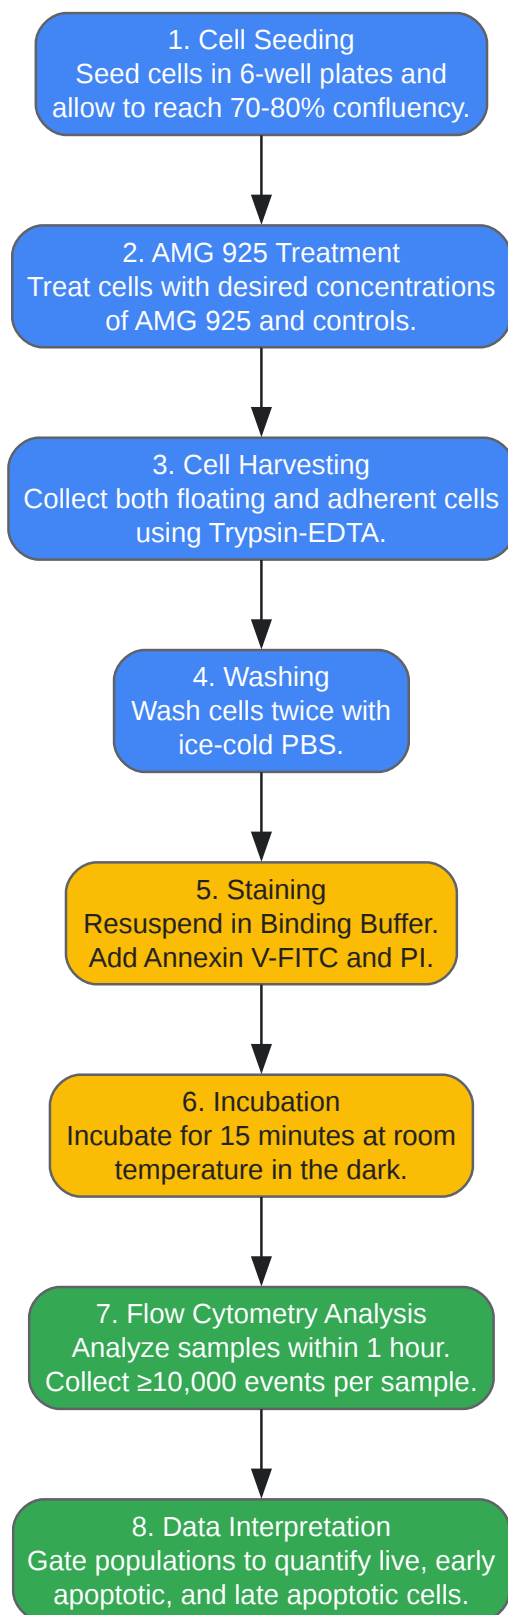 1. Cell Seeding
Seed cells in 6-well plates and
allow to reach 70-80% confluency.
2. AMG 925 Treatment
Treat cells with desired concentrations
of AMG 925 and controls.
3. Cell Harvesting
Collect both floating and adherent cells
using Trypsin-EDTA.
4. Washing
Wash cells twice with
ice-cold PBS.
5. Staining
Resuspend in Binding Buffer.
Add Annexin V-FITC and PI.
6. Incubation
Incubate for 15 minutes at room
temperature in the dark.
7. Flow Cytometry Analysis
Analyze samples within 1 hour.
Collect ≥10,000 events per sample.
8. Data Interpretation
Gate populations to quantify live, early
apoptotic, and late apoptotic cells.